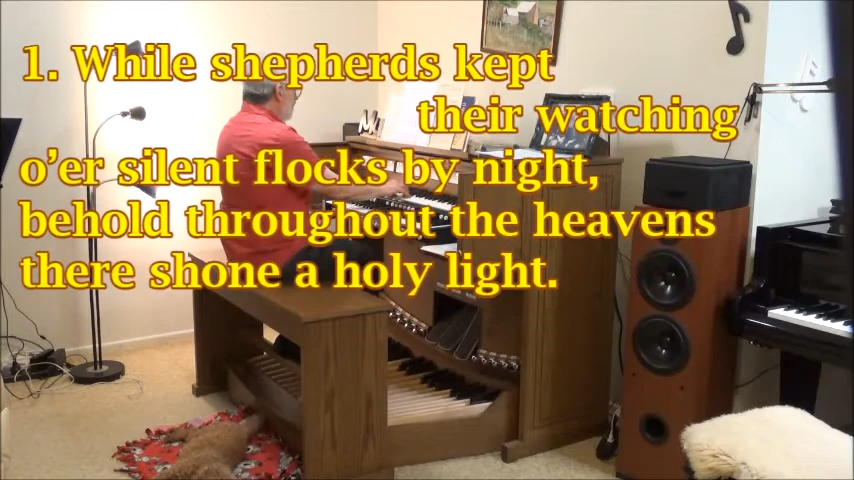 1. While shepherds kept
their watching
o'er silent flocks by night,
behold throughout the heavens
there shone a holy light.